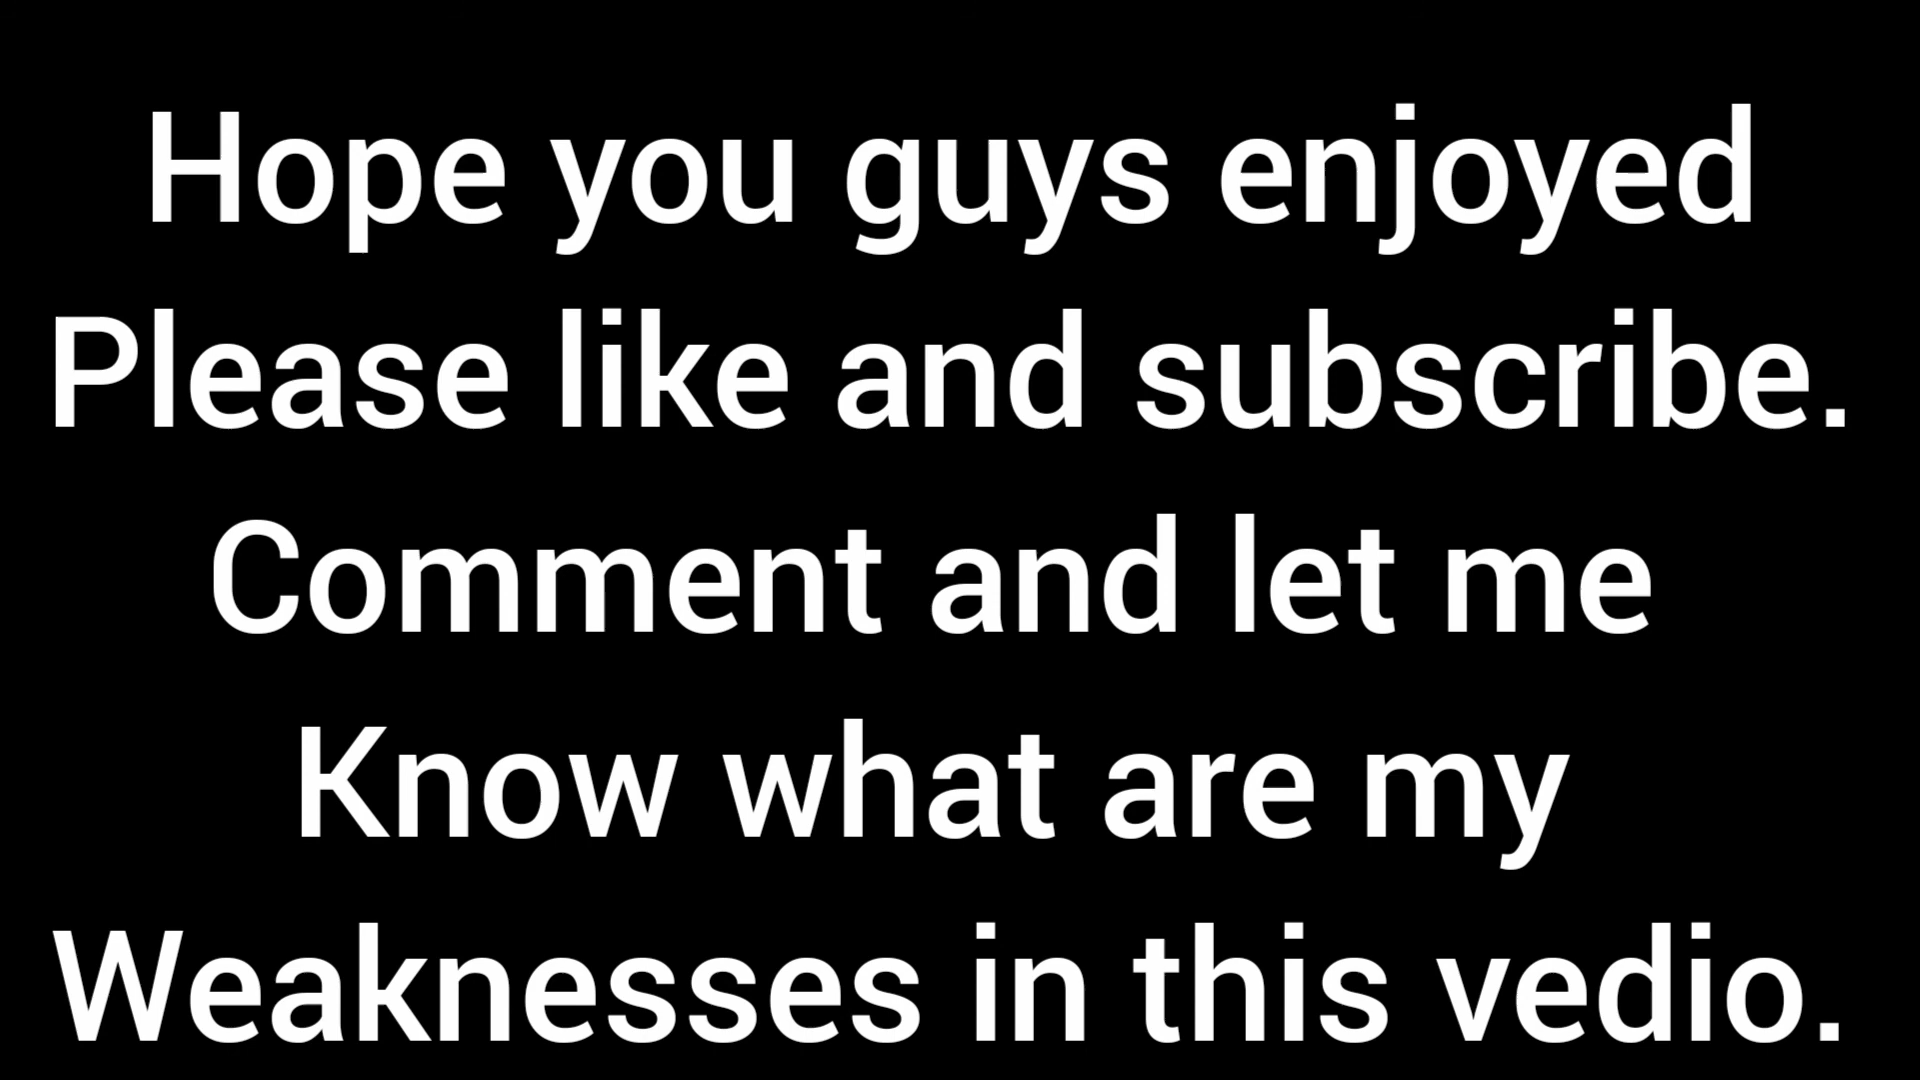 Hope you guys enjoyed
Please like and subscribe.
Comment and let me
Know what are my
Weaknesses in this vedio.